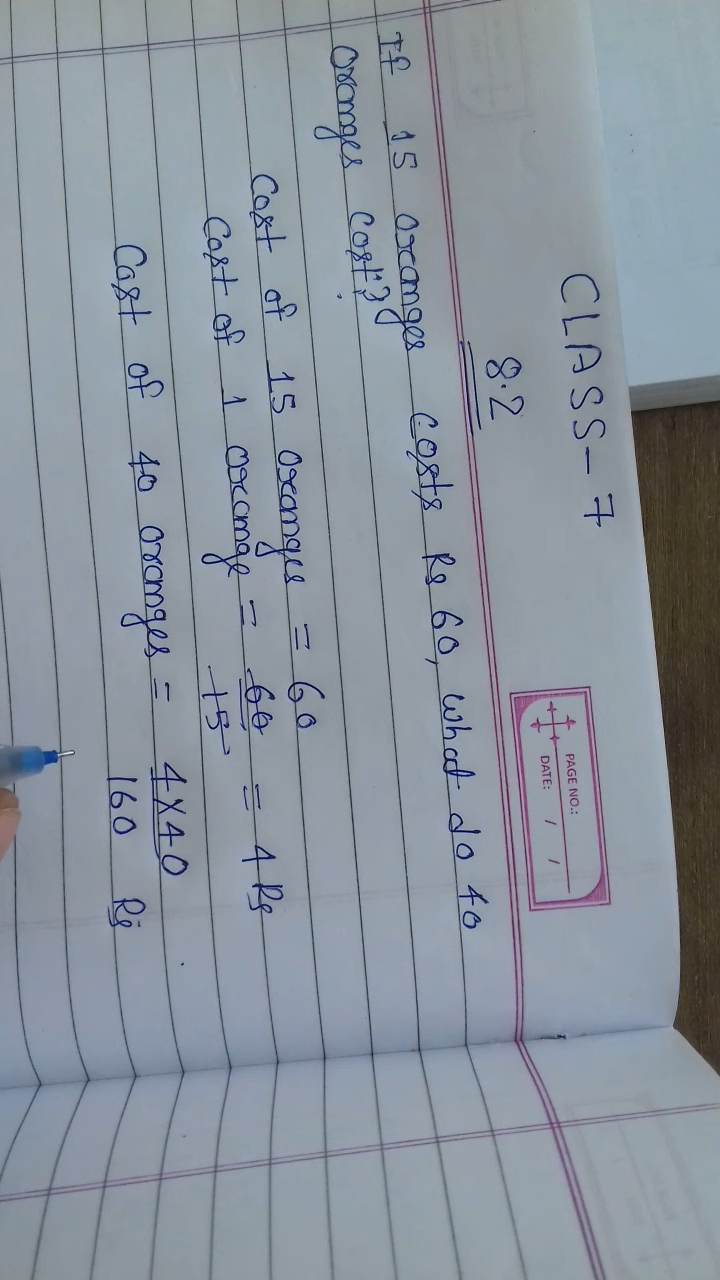 CLASS - 7
PAGE NO.:
DATE: / /
8.2
If 15 oranges costs Rs 60, what do 40
oranges cost?
Cost of 15 oranges = 60
Cost of 1 orange = 60/15 = 4 Rs
Cost of 40 oranges = 4×40
160 Rs